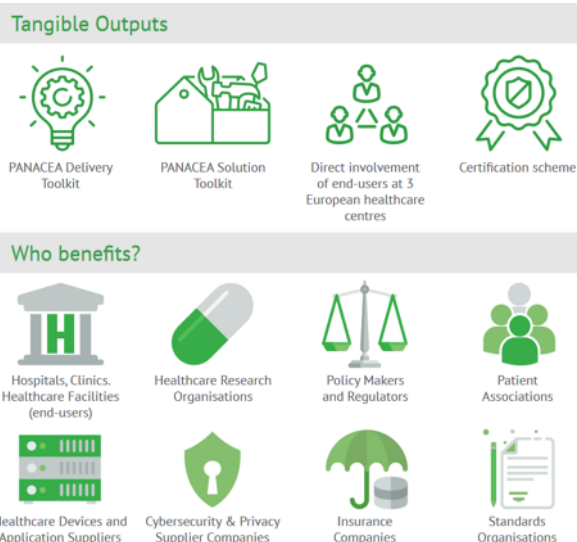 Tangible Outputs
PANACEA Delivery
Toolkit
PANACEA Solution
Toolkit
Direct involvement
of end-users at 3
European healthcare
centres
Certification scheme
Who benefits?
H
Hospitals, Clinics.
Healthcare Facilities
(end-users)
Healthcare Research
Organisations
Policy Makers
and Regulators
Patient
Associations
Healthcare Devices and
Application Suppliers
Cybersecurity & Privacy
Supplier Companies
Insurance
Companies
Standards
Organisations